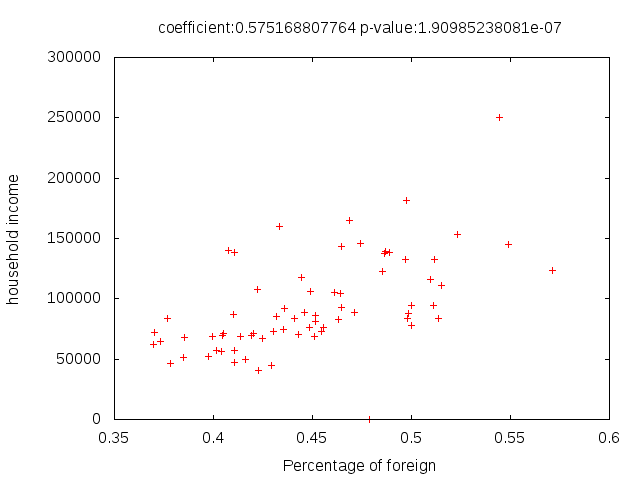 coefficient:0.575168807764 p-value:1.90985238081e-07
300000
250000
200000
150000
100000
50000
0
household income
0.35 0.4 0.45 0.5 0.55 0.6
Percentage of foreign